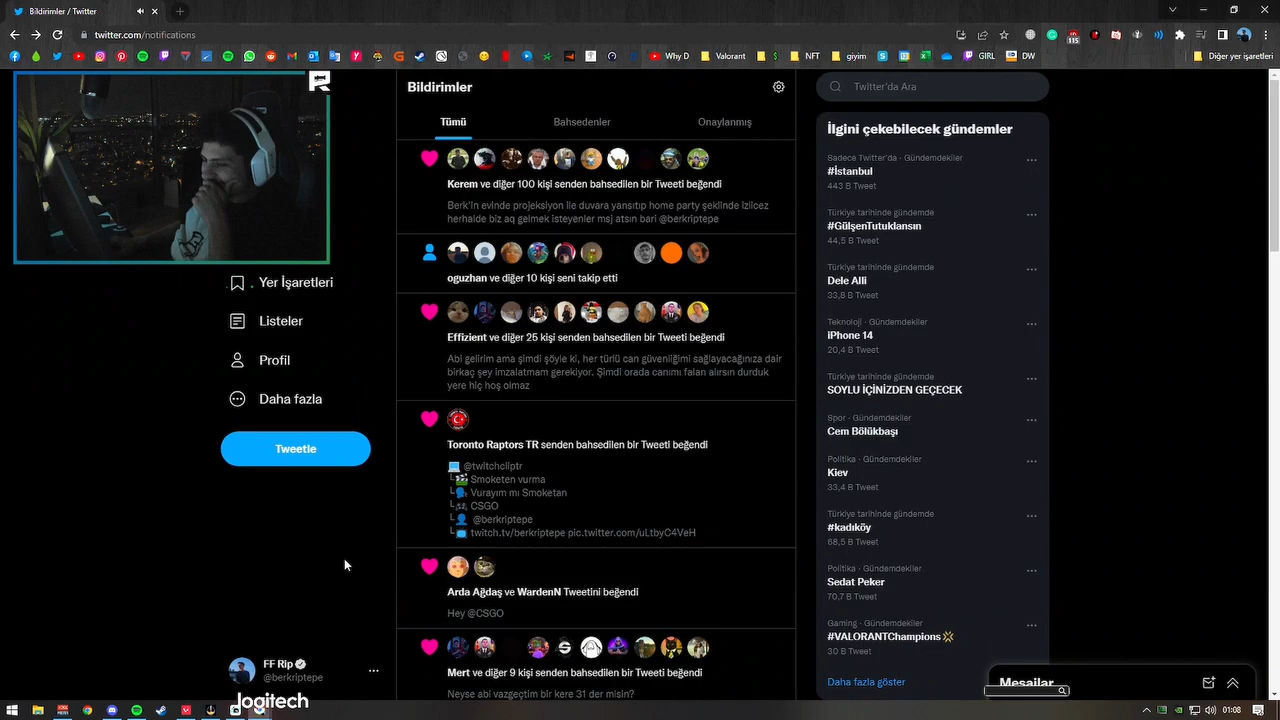 Bildirimler / Twitter
twitter.com/notifications
115
Why D
Valorant
$
NFT
giyim
GIRL
DW
Diğer yer işaretleri
Yer İşaretleri
Listeler
Profil
Daha fazla
Tweetle
FF Rip
@berkriptepe
logitech
Bildirimler
Tümü
Bahsedenler
Onaylanmış
Kerem ve diğer 100 kişi senden bahsedilen bir Tweeti beğendi
Berk'in evinde projeksiyon ile duvara yansıtıp home party şeklinde izlicez
herhalde biz aq gelmek isteyenler msj atsın bari @berkriptepe
oguzhan ve diğer 10 kişi seni takip etti
Effizient ve diğer 25 kişi senden bahsedilen bir Tweeti beğendi
Abi gelirim ama şimdi şöyle ki, her türlü can güvenliğimi sağlayacağınıza dair
birkaç şey imzalatmam gerekiyor. Şimdi orada canımı falan alırsın durduk
yere hiç hoş olmaz
Toronto Raptors TR senden bahsedilen bir Tweeti beğendi
@twitchcliptr
Smoketen vurma
Vurayım mı Smoketan
CSGO
@berkriptepe
twitch.tv/berkriptepe pic.twitter.com/uLtbyC4VeH
Arda Ağdaş ve WardenN Tweetini beğendi
Hey @CSGO
Mert ve diğer 9 kişi senden bahsedilen bir Tweeti beğendi
Neyse abi vazgeçtim bir kere 31 der misin?
Twitter'da Ara
İlgini çekebilecek gündemler
Sadece Twitter'da · Gündemdekiler
#İstanbul
443 B Tweet
Türkiye tarihinde gündemde
#GülşenTutuklansın
44,5 B Tweet
Türkiye tarihinde gündemde
Dele Alli
33,8 B Tweet
Teknoloji · Gündemdekiler
iPhone 14
20,4 B Tweet
Türkiye tarihinde gündemde
SOYLU İÇİNİZDEN GEÇECEK
Spor · Gündemdekiler
Cem Bölükbaşı
Politika · Gündemdekiler
Kiev
33,4 B Tweet
Türkiye tarihinde gündemde
#kadıköy
68,5 B Tweet
Politika · Gündemdekiler
Sedat Peker
70,7 B Tweet
Gaming · Gündemdekiler
#VALORANTChampions
30 B Tweet
Daha fazla göster
Mesajlar
01:08